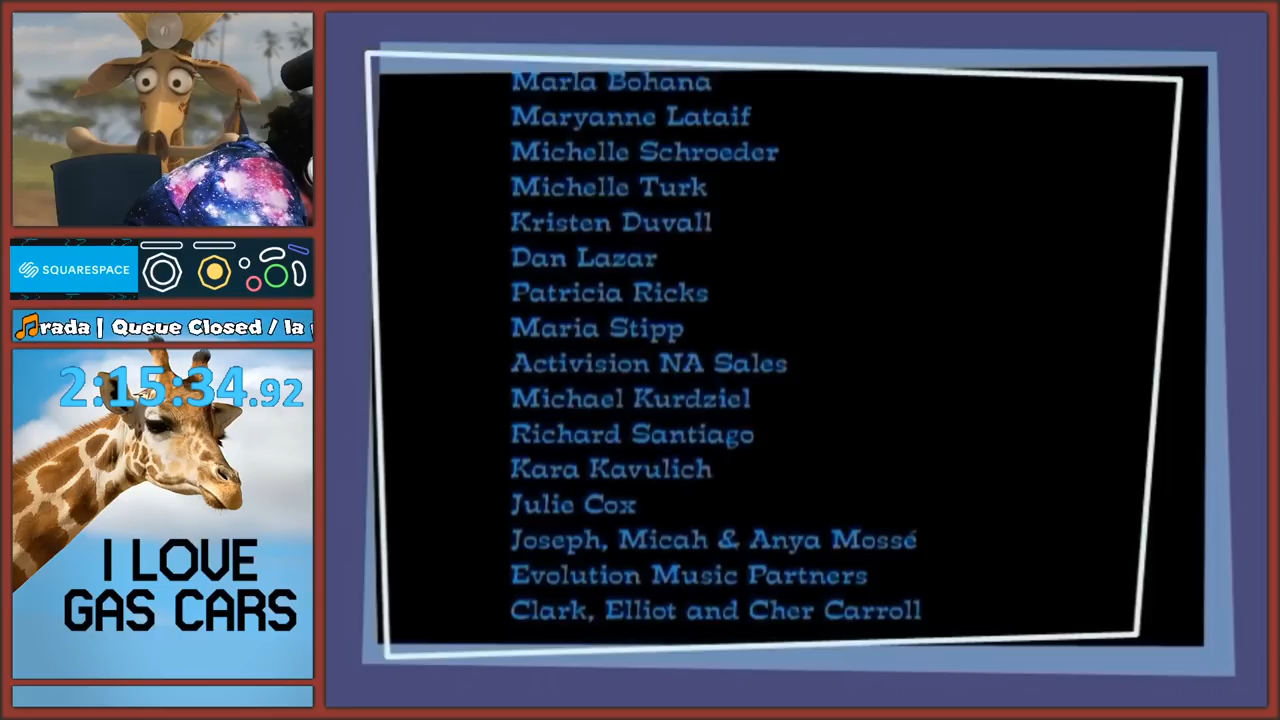 SQUARESPACE
rada | Queue Closed / la
2:15:34.92
I LOVE
GAS CARS
Marla Bohana
Maryanne Lataif
Michelle Schroeder
Michelle Turk
Kristen Duvall
Dan Lazar
Patricia Ricks
Maria Stipp
Activision NA Sales
Michael Kurdziel
Richard Santiago
Kara Kavulich
Julie Cox
Joseph, Micah & Anya Mossé
Evolution Music Partners
Clark, Elliot and Cher Carroll